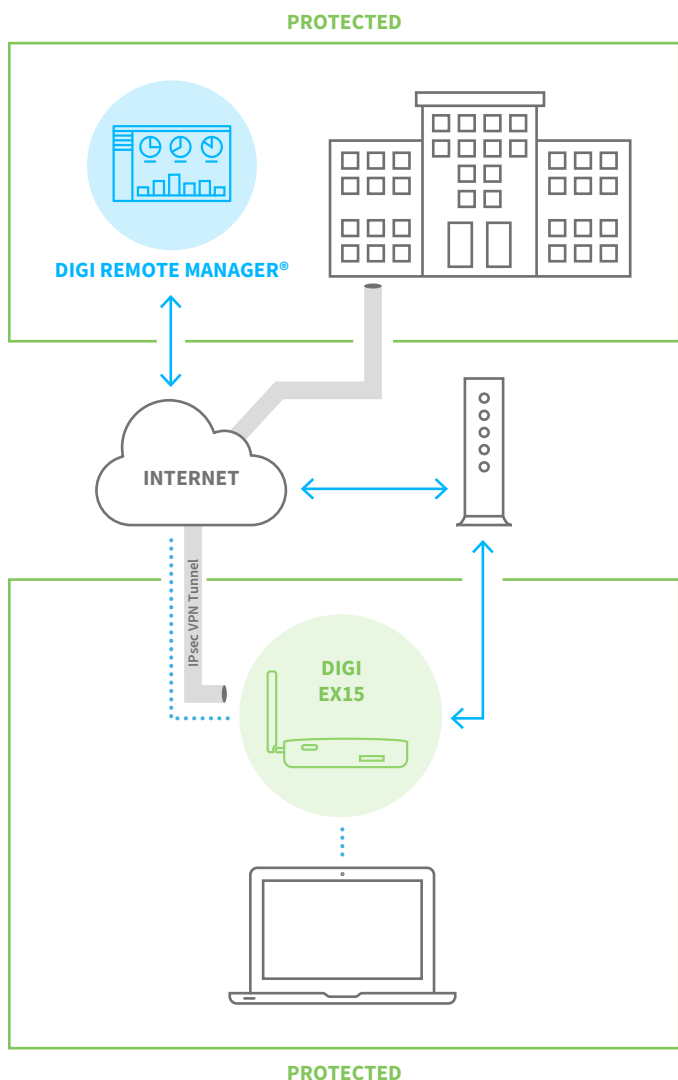 PROTECTED
DIGI REMOTE MANAGER®
INTERNET
IPsec VPN Tunnel
DIGI
EX15
PROTECTED